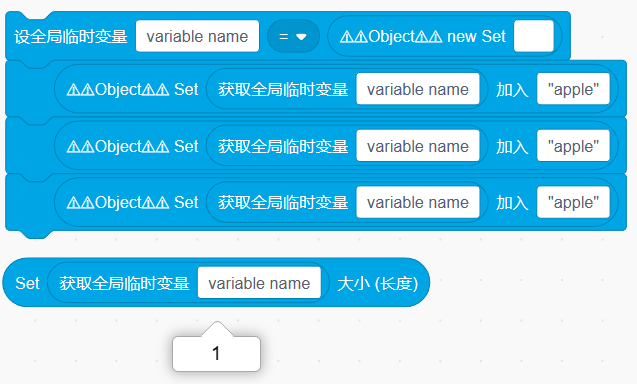 设全局临时变量 variable name = ⚠⚠Object⚠⚠ new Set
⚠⚠Object⚠⚠ Set 获取全局临时变量 variable name 加入 "apple"
⚠⚠Object⚠⚠ Set 获取全局临时变量 variable name 加入 "apple"
⚠⚠Object⚠⚠ Set 获取全局临时变量 variable name 加入 "apple"
Set 获取全局临时变量 variable name 大小 (长度)
1